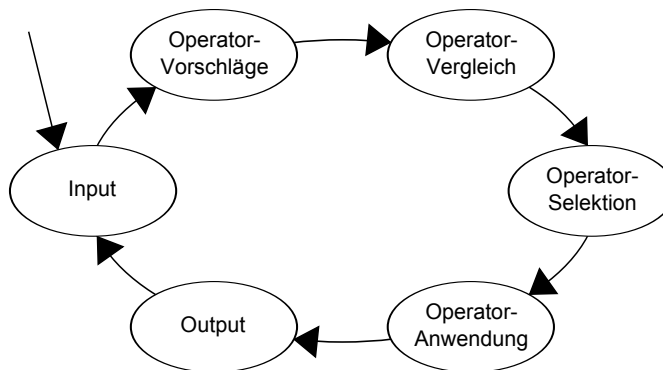 Operator-
Vorschläge
Operator-
Vergleich
Input
Operator-
Selektion
Output
Operator-
Anwendung